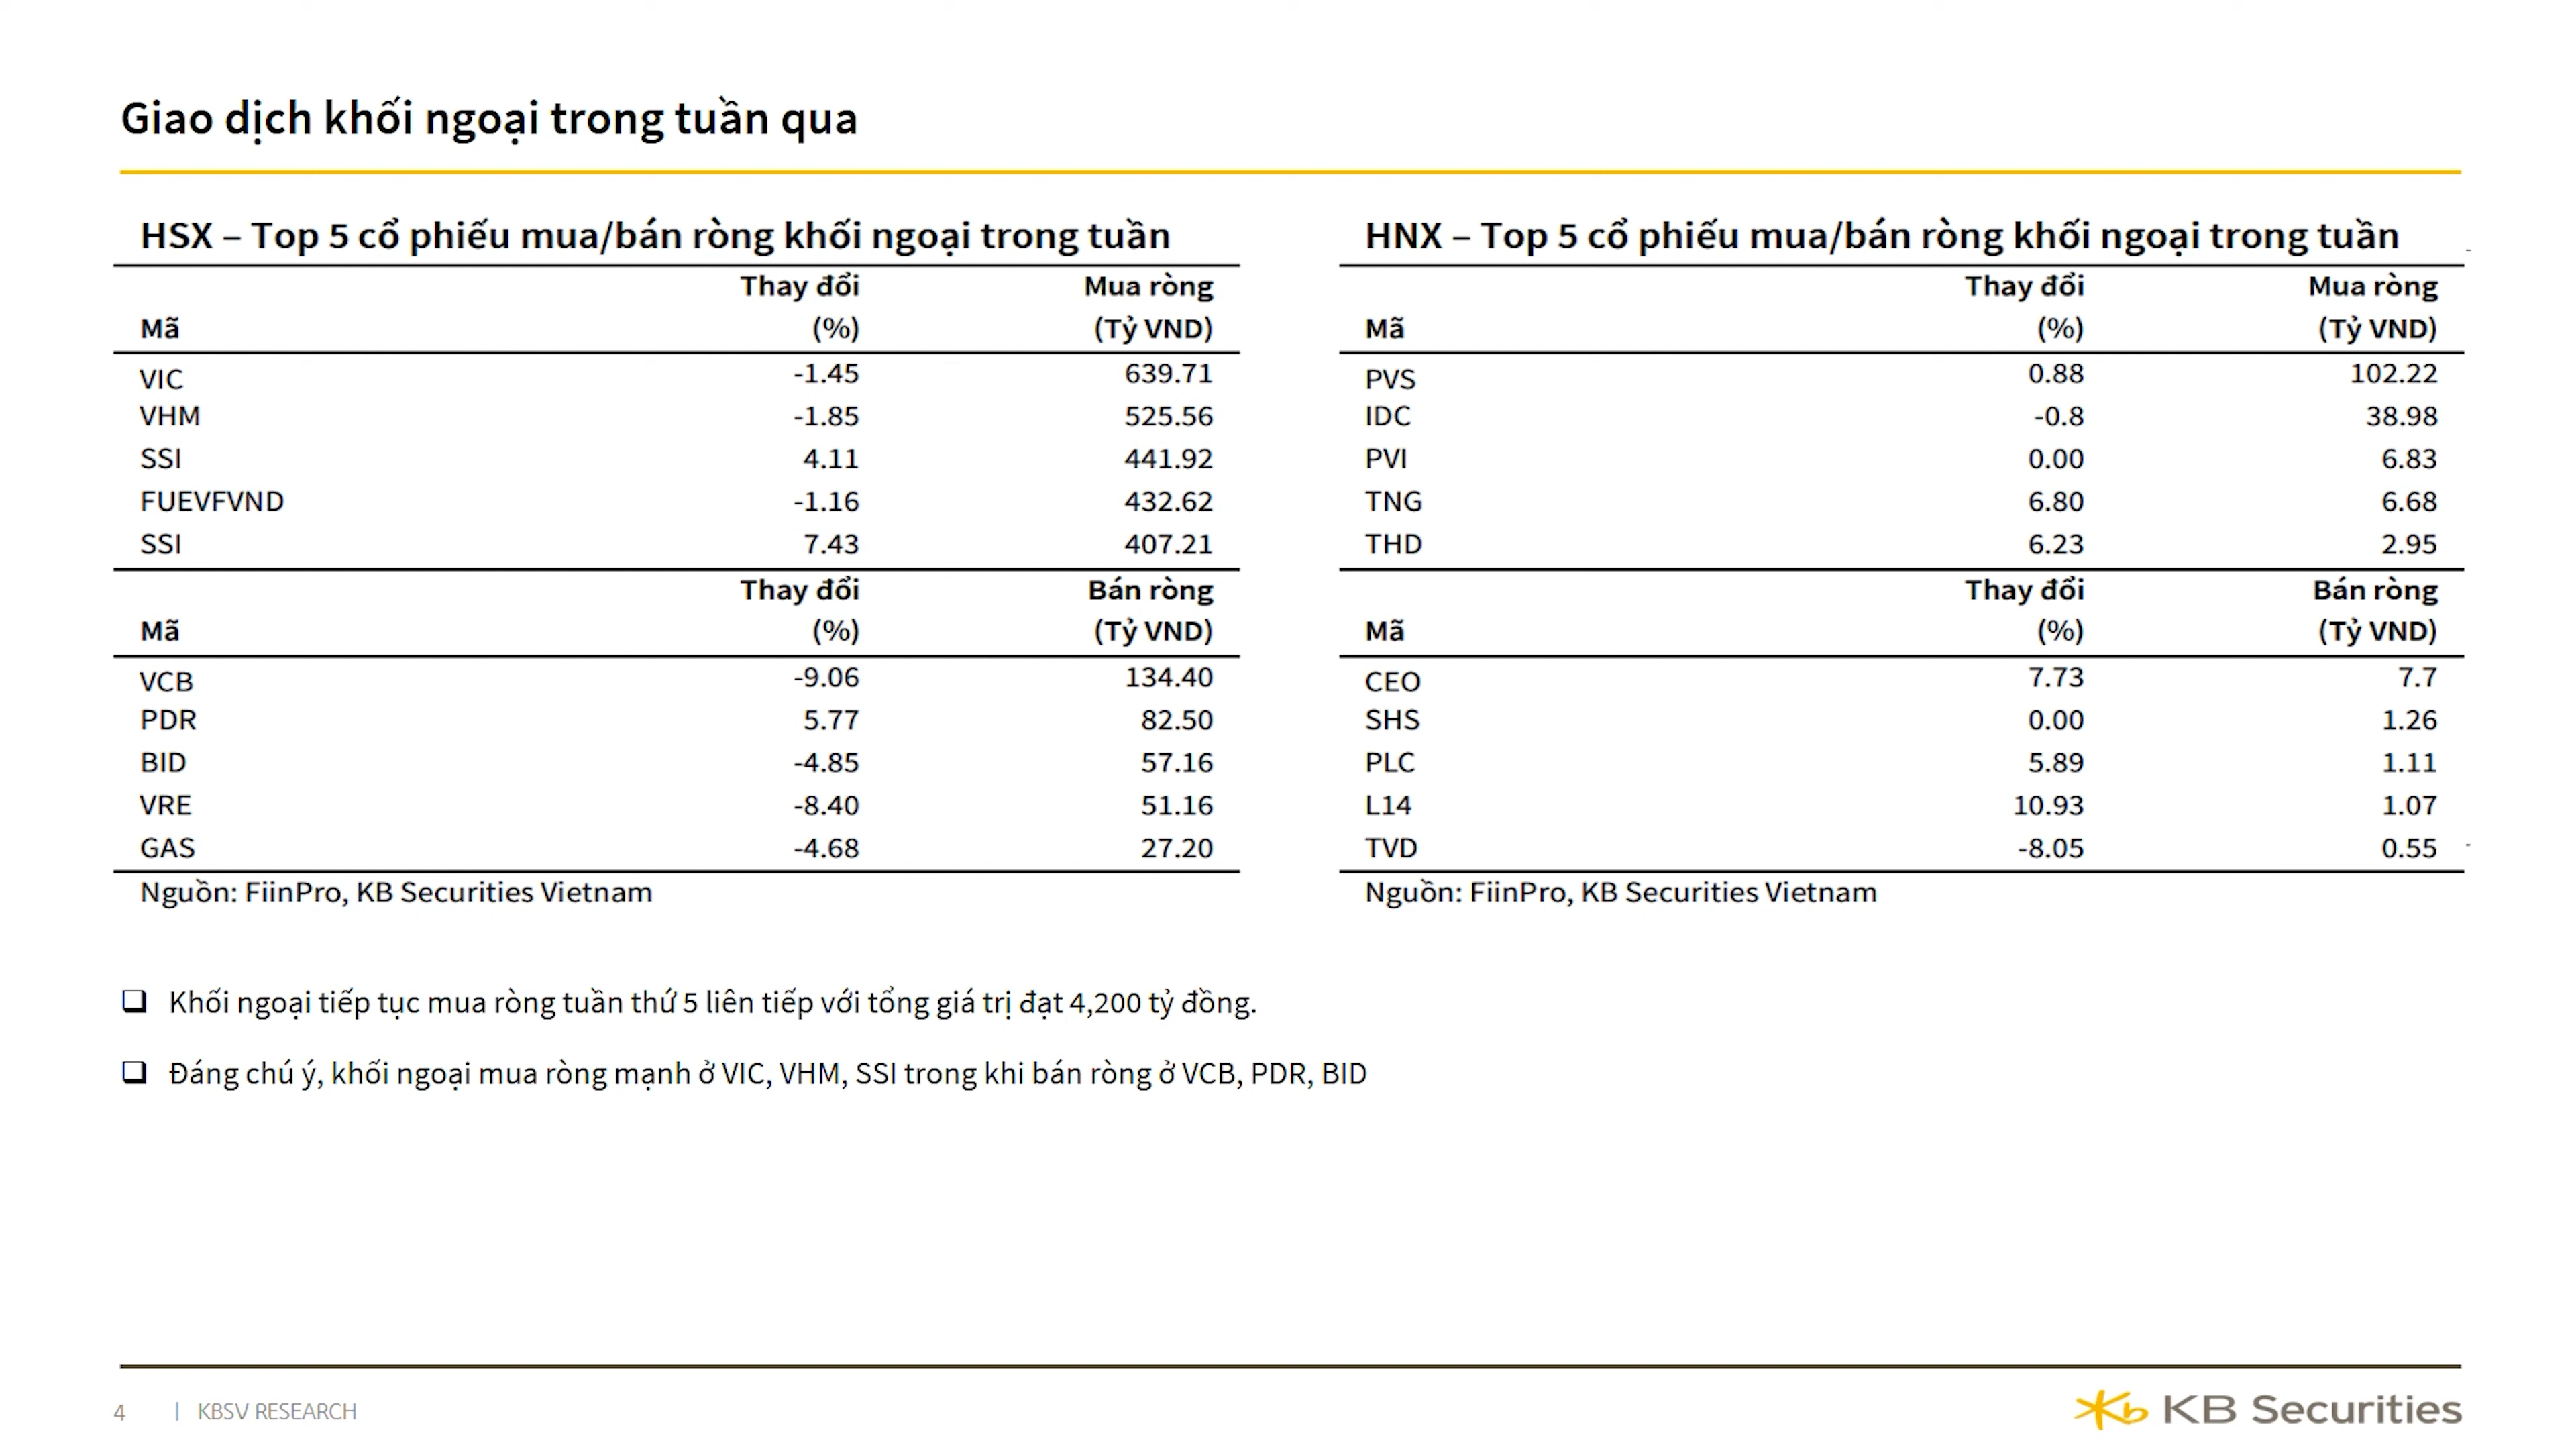 Giao dịch khối ngoại trong tuần qua
HSX – Top 5 cổ phiếu mua/bán ròng khối ngoại trong tuần
Thay đổi Mua ròng
Mã (%) (Tỷ VND)
VIC -1.45 639.71
VHM -1.85 525.56
SSI 4.11 441.92
FUEVFVND -1.16 432.62
SSI 7.43 407.21
Thay đổi Bán ròng
Mã (%) (Tỷ VND)
VCB -9.06 134.40
PDR 5.77 82.50
BID -4.85 57.16
VRE -8.40 51.16
GAS -4.68 27.20
Nguồn: FiinPro, KB Securities Vietnam
HNX – Top 5 cổ phiếu mua/bán ròng khối ngoại trong tuần
Thay đổi Mua ròng
Mã (%) (Tỷ VND)
PVS 0.88 102.22
IDC -0.8 38.98
PVI 0.00 6.83
TNG 6.80 6.68
THD 6.23 2.95
Thay đổi Bán ròng
Mã (%) (Tỷ VND)
CEO 7.73 7.7
SHS 0.00 1.26
PLC 5.89 1.11
L14 10.93 1.07
TVD -8.05 0.55
Nguồn: FiinPro, KB Securities Vietnam
❑ Khối ngoại tiếp tục mua ròng tuần thứ 5 liên tiếp với tổng giá trị đạt 4,200 tỷ đồng.
❑ Đáng chú ý, khối ngoại mua ròng mạnh ở VIC, VHM, SSI trong khi bán ròng ở VCB, PDR, BID
4 | KBSV RESEARCH
KB Securities